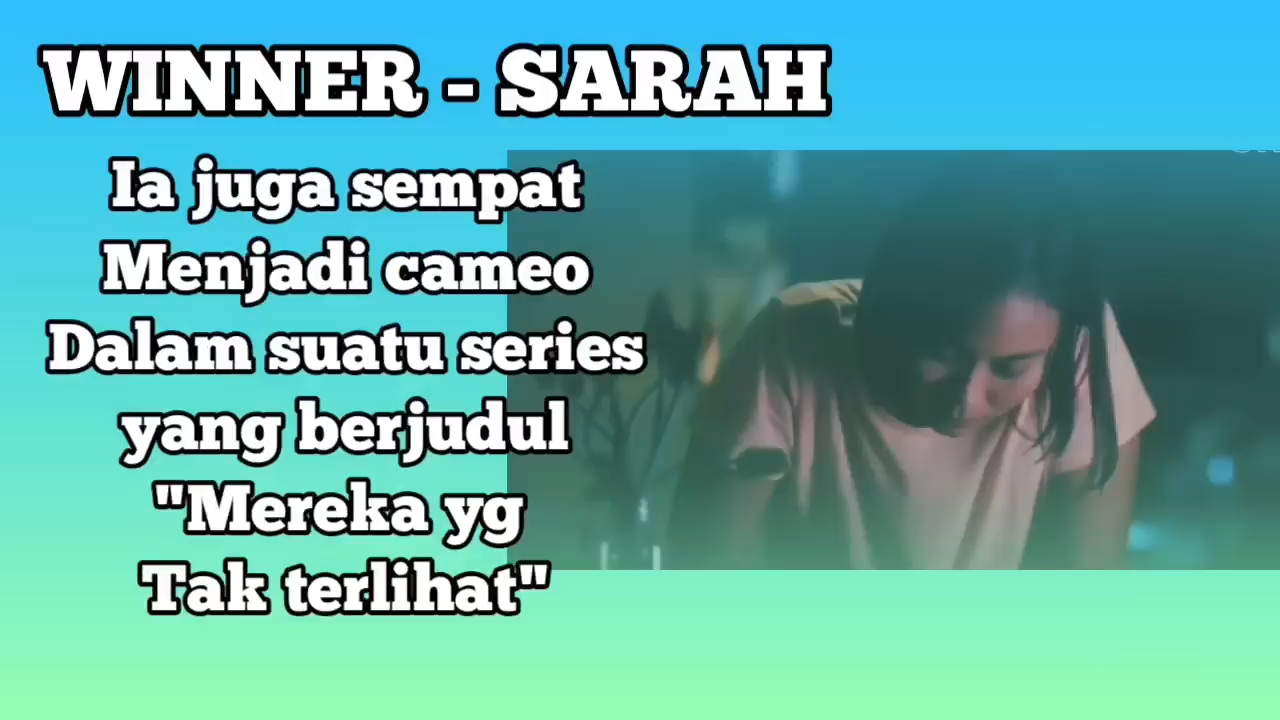 WINNER - SARAH
Ia juga sempat
Menjadi cameo
Dalam suatu series
yang berjudul
"Mereka yg
Tak terlihat"